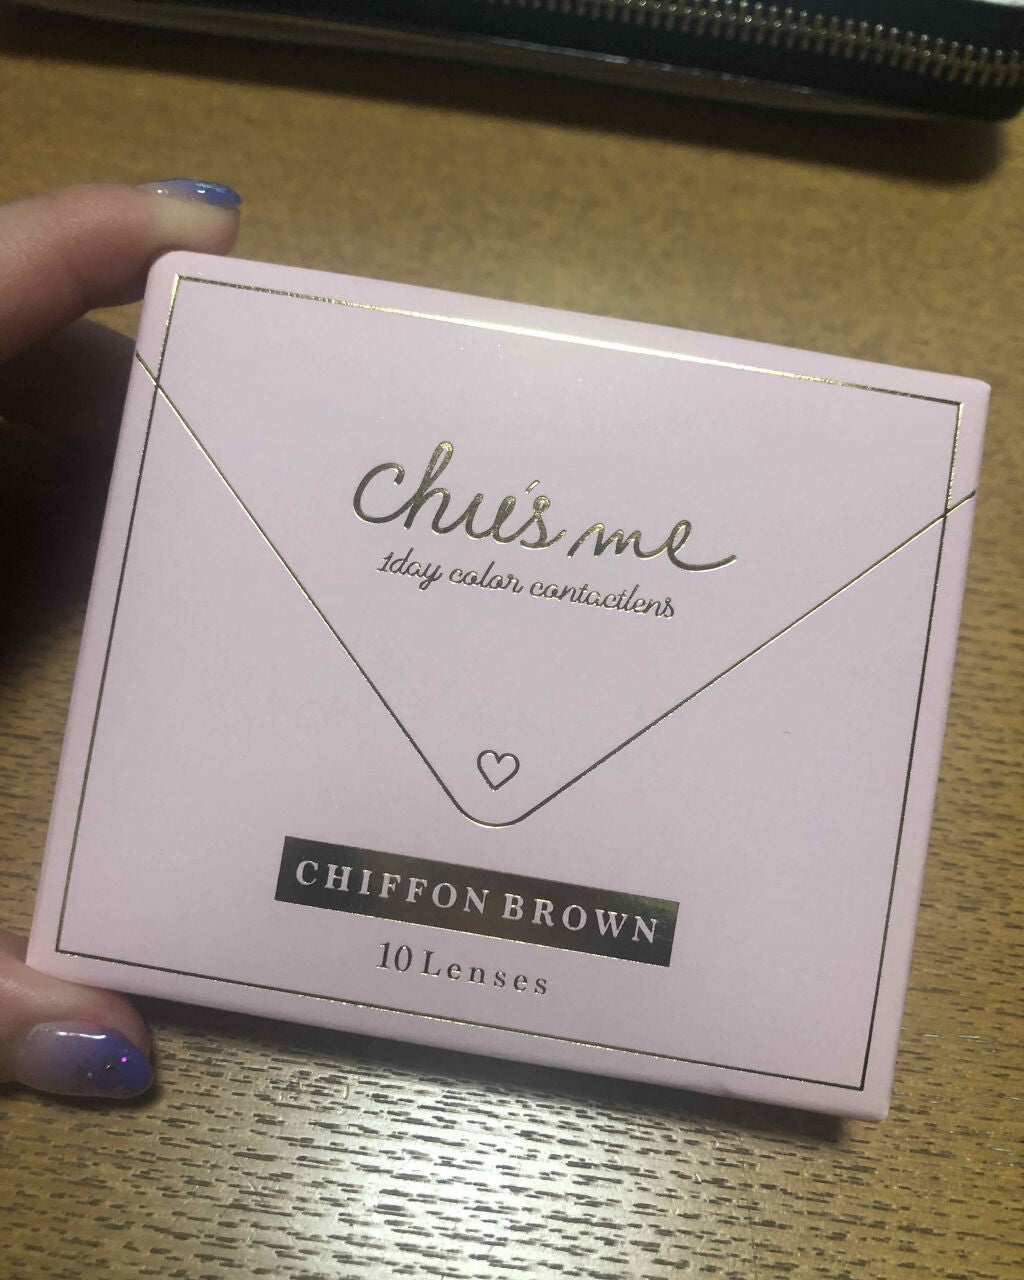 chu's me
1day color contactlens
CHIFFON BROWN
10 Lenses